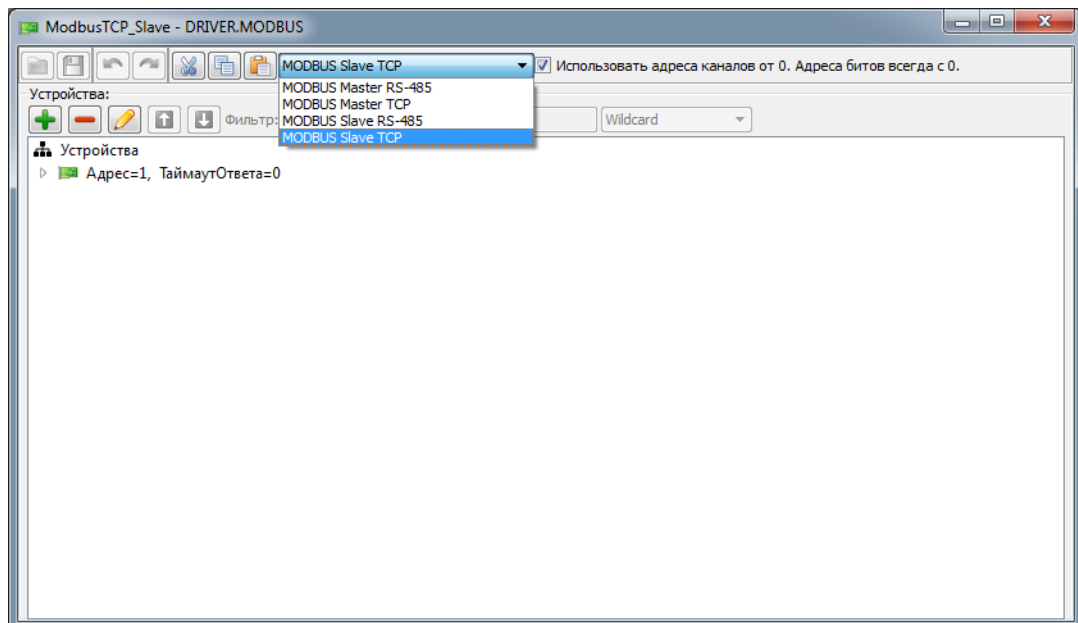 ModbusTCP_Slave - DRIVER.MODBUS
MODBUS Slave TCP
Использовать адреса каналов от 0. Адреса битов всегда с 0.
MODBUS Master RS-485
MODBUS Master TCP
MODBUS Slave RS-485
MODBUS Slave TCP
Устройства:
Фильтр:
Wildcard
Устройства
Адрес=1, ТаймаутОтвета=0